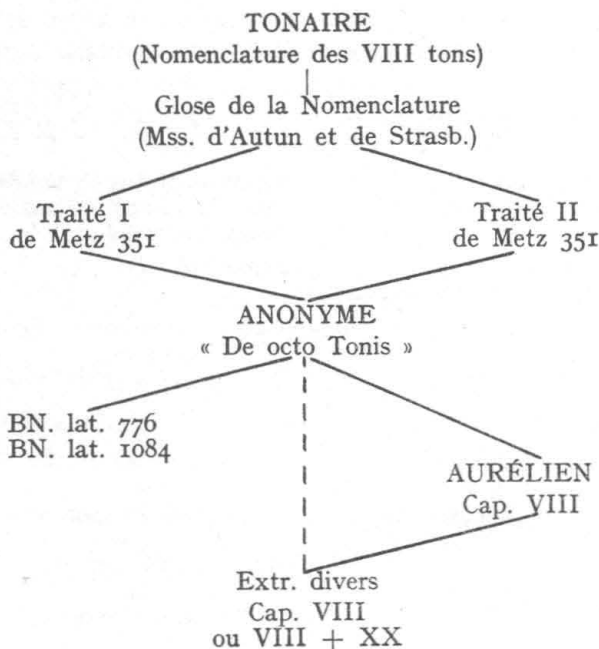 TONAIRE
(Nomenclature des VIII tons)
Glose de la Nomenclature
(Mss. d'Autun et de Strasb.)
Traité I
de Metz 351
Traité II
de Metz 351
ANONYME
« De octo Tonis »
BN. lat. 776
BN. lat. 1084
AURÉLIEN
Cap. VIII
Extr. divers
Cap. VIII
ou VIII + XX